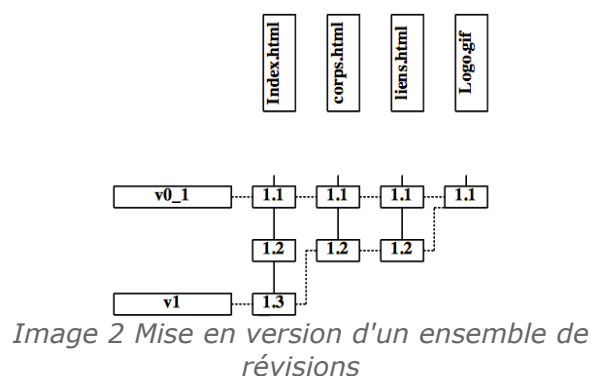 Index.html
corps.html
liens.html
Logo.gif
v0_1 1.1 1.1 1.1 1.1
1.2 1.2 1.2
v1 1.3
Image 2 Mise en version d'un ensemble de
révisions